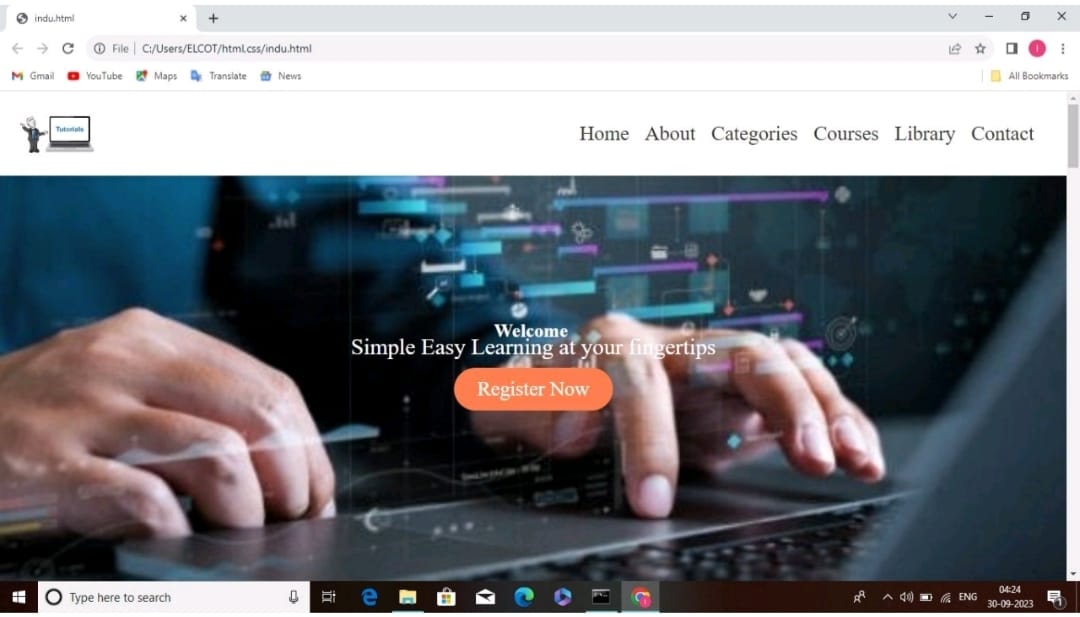 indu.html
File C:/Users/ELCOT/html.css/indu.html
Gmail YouTube Maps Translate News All Bookmarks
Tutorials
Home About Categories Courses Library Contact
Welcome
Simple Easy Learning at your fingertips
Register Now
Type here to search
ENG
04:24
30-09-2023
1